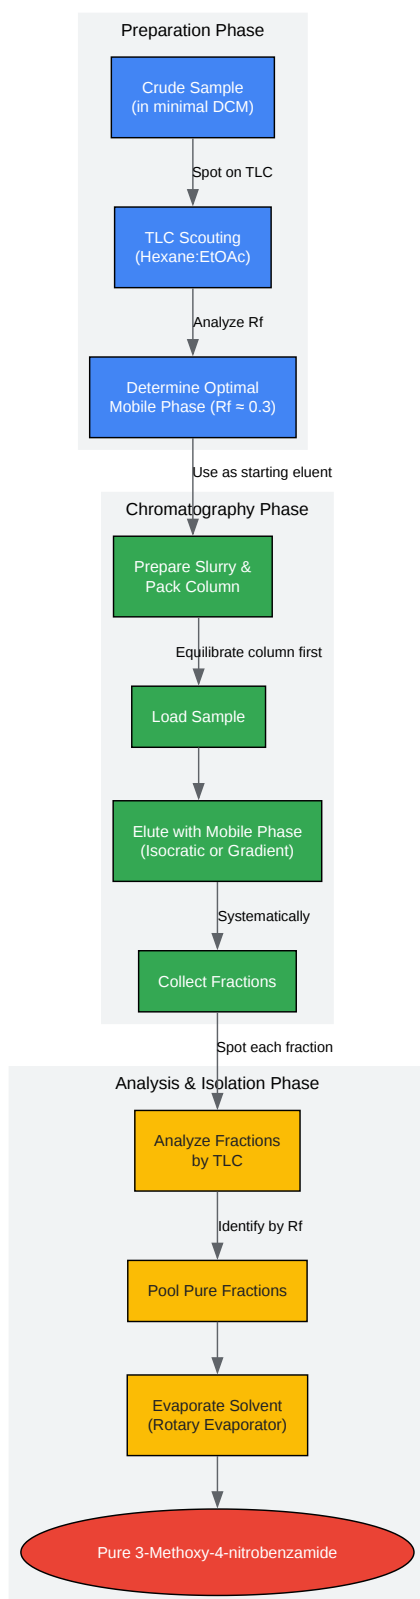 Preparation Phase
Crude Sample
(in minimal DCM)
Spot on TLC
TLC Scouting
(Hexane:EtOAc)
Analyze Rf
Determine Optimal
Mobile Phase (Rf ≈ 0.3)
Use as starting eluent
Chromatography Phase
Prepare Slurry &
Pack Column
Equilibrate column first
Load Sample
Elute with Mobile Phase
(Isocratic or Gradient)
Systematically
Collect Fractions
Spot each fraction
Analysis & Isolation Phase
Analyze Fractions
by TLC
Identify by Rf
Pool Pure Fractions
Evaporate Solvent
(Rotary Evaporator)
Pure 3-Methoxy-4-nitrobenzamide